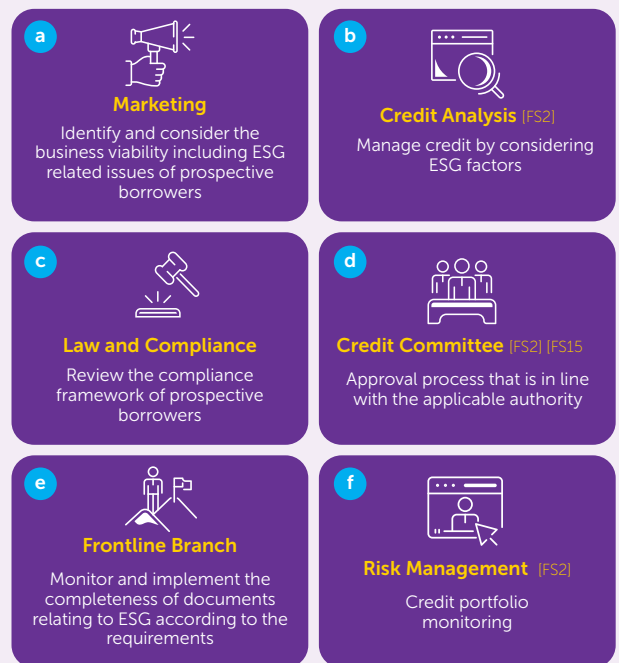 a
Marketing
Identify and consider the
business viability including ESG
related issues of prospective
borrowers
b
Credit Analysis [FS2]
Manage credit by considering
ESG factors
c
Law and Compliance
Review the compliance
framework of prospective
borrowers
d
Credit Committee [FS2] [FS15
Approval process that is in line
with the applicable authority
e
Frontline Branch
Monitor and implement the
completeness of documents
relating to ESG according to the
requirements
f
Risk Management [FS2]
Credit portfolio
monitoring